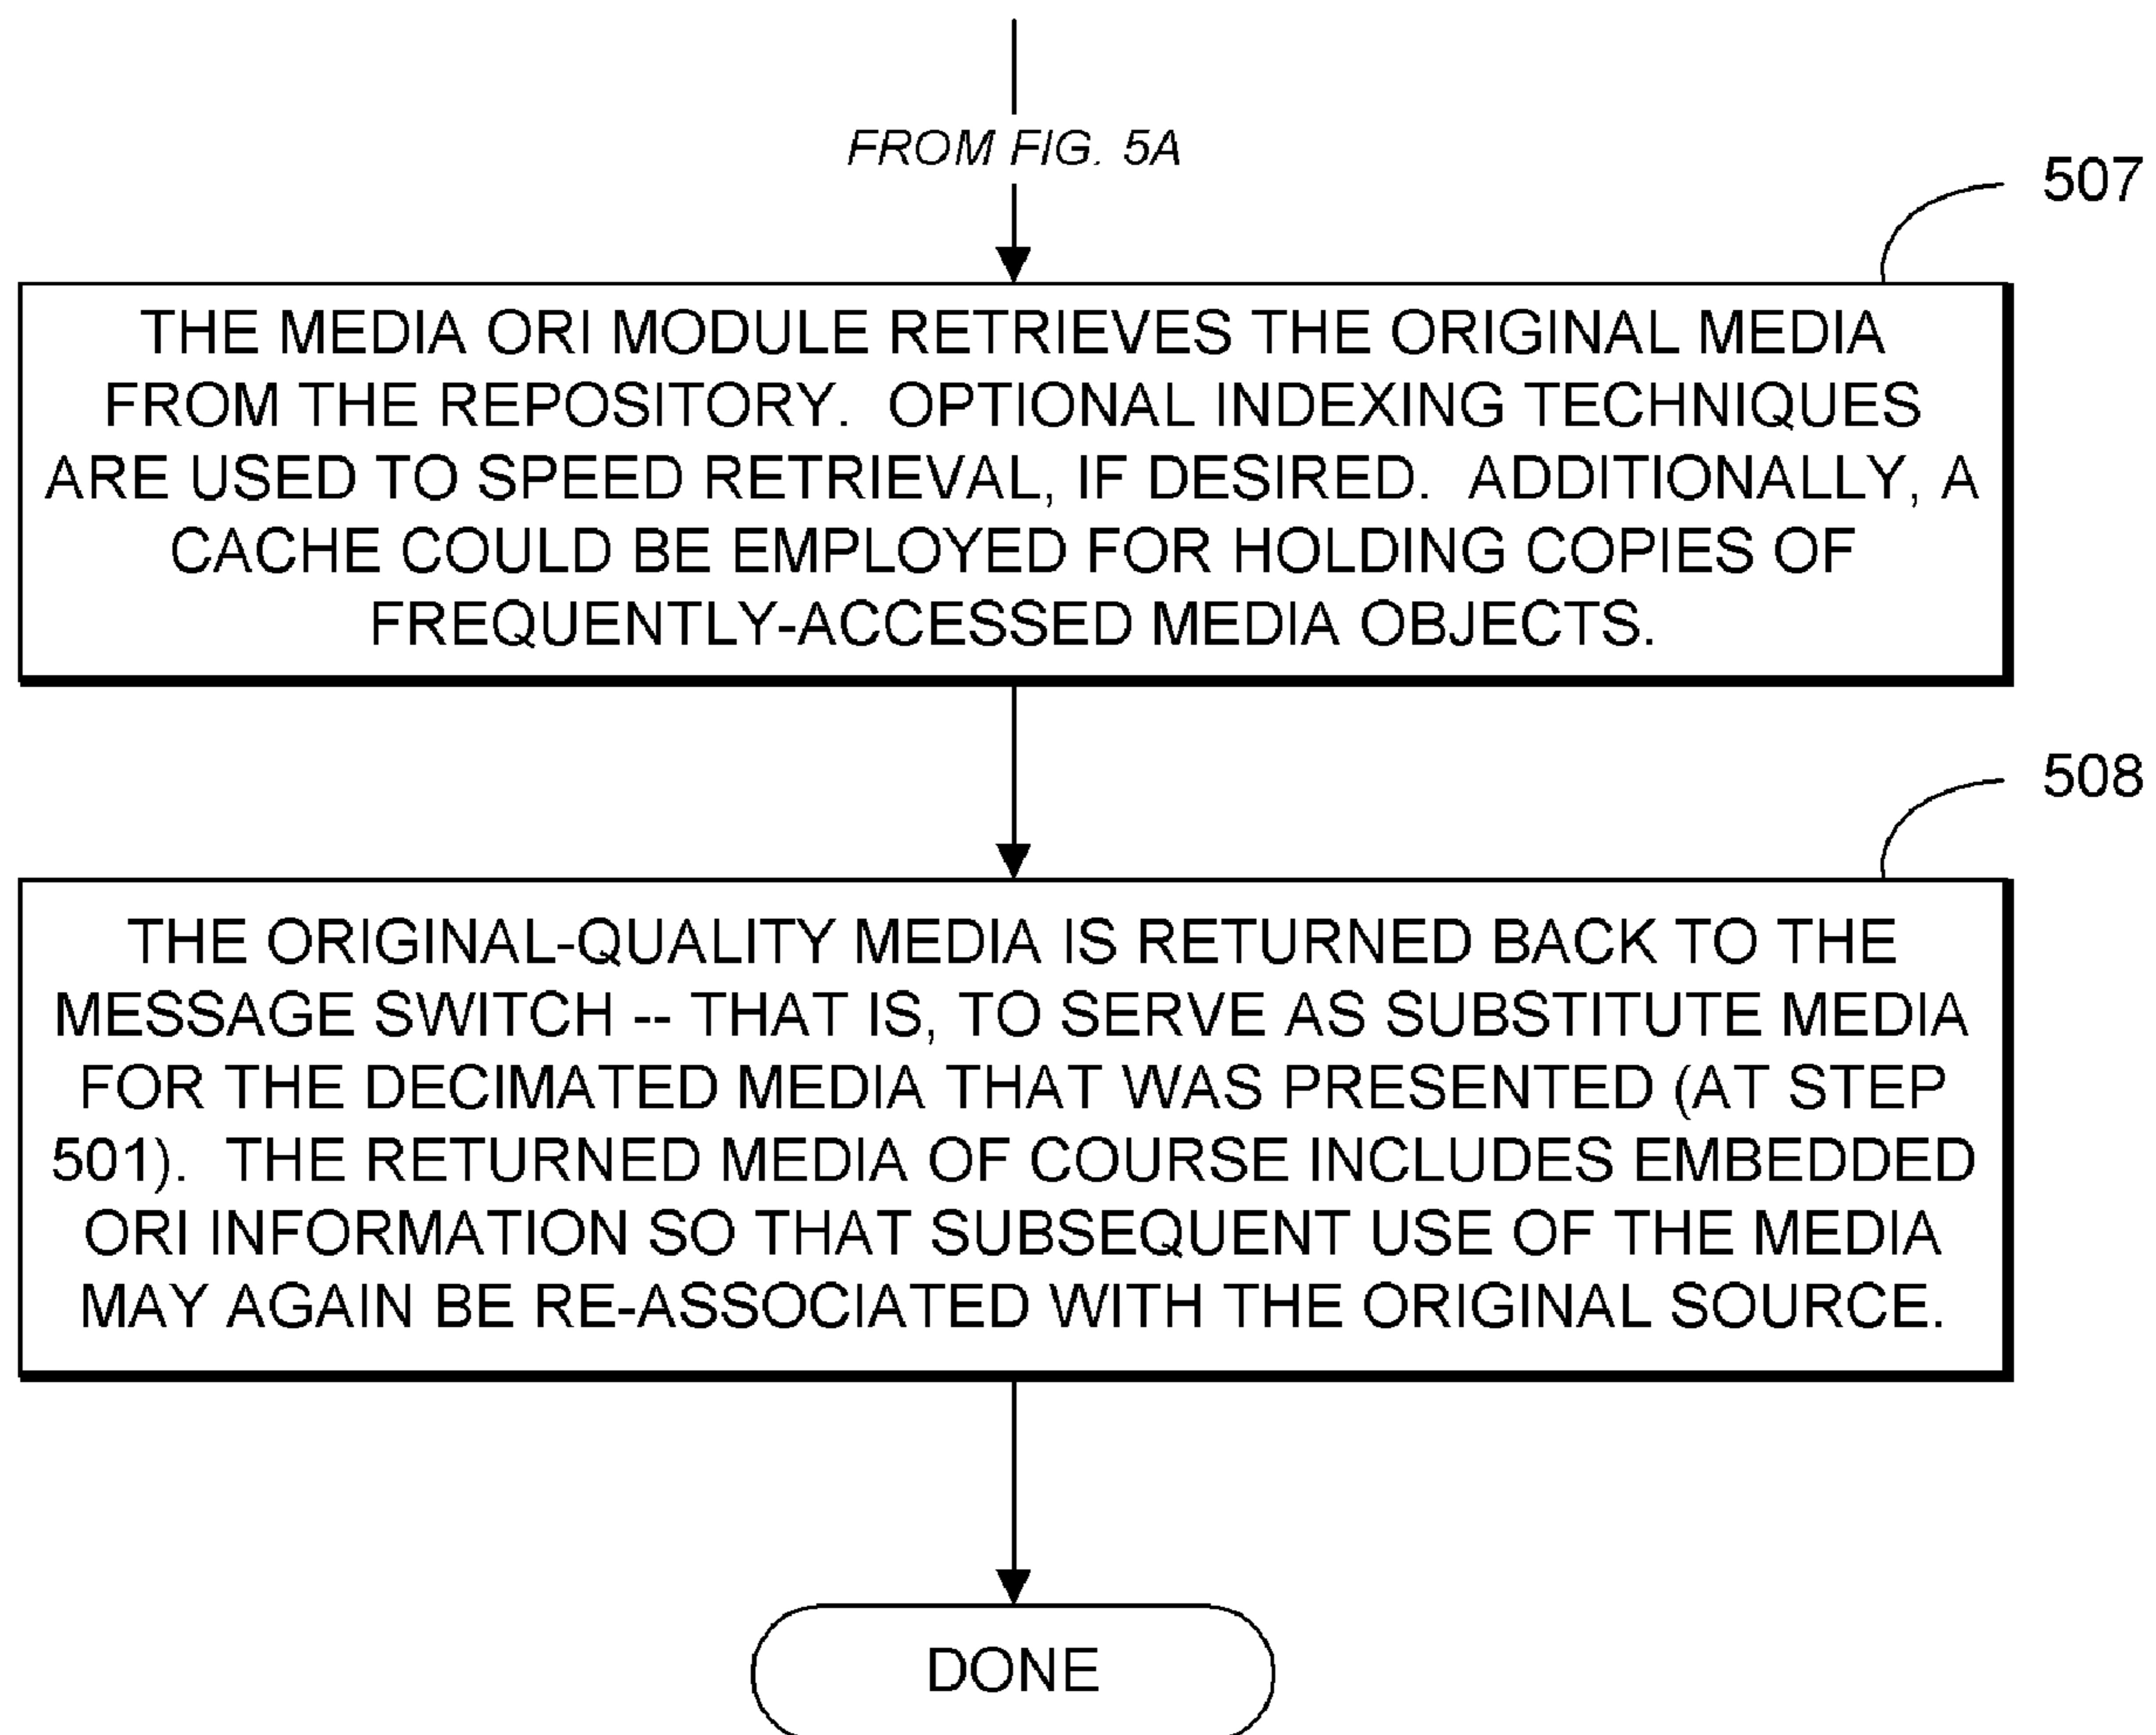 FROM FIG. 5A
507
THE MEDIA ORI MODULE RETRIEVES THE ORIGINAL MEDIA
FROM THE REPOSITORY.  OPTIONAL INDEXING TECHNIQUES
ARE USED TO SPEED RETRIEVAL, IF DESIRED.  ADDITIONALLY, A
CACHE COULD BE EMPLOYED FOR HOLDING COPIES OF
FREQUENTLY-ACCESSED MEDIA OBJECTS.
508
THE ORIGINAL-QUALITY MEDIA IS RETURNED BACK TO THE
MESSAGE SWITCH -- THAT IS, TO SERVE AS SUBSTITUTE MEDIA
FOR THE DECIMATED MEDIA THAT WAS PRESENTED (AT STEP
501).  THE RETURNED MEDIA OF COURSE INCLUDES EMBEDDED
ORI INFORMATION SO THAT SUBSEQUENT USE OF THE MEDIA
MAY AGAIN BE RE-ASSOCIATED WITH THE ORIGINAL SOURCE.
DONE